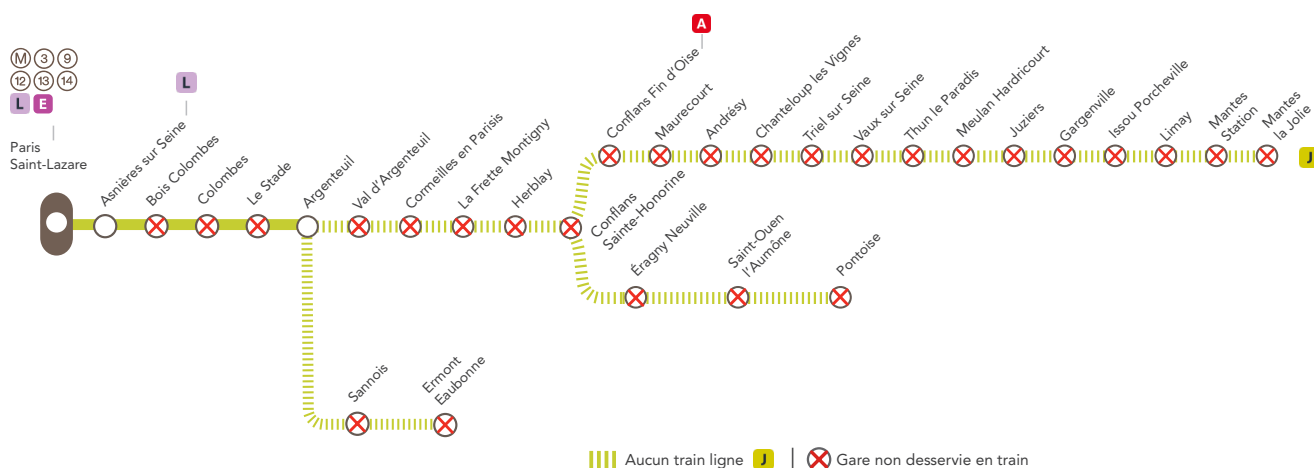 A
M 3 9
12 13 14
L E
L
Paris
Saint-Lazare
Asnières sur Seine
Bois Colombes
Colombes
Le Stade
Argenteuil
Val d'Argenteuil
Cormeilles en Parisis
La Frette Montigny
Herblay
Conflans
Sainte-Honorine
Conflans Fin d'Oise
Maurecourt
Andrésy
Chanteloup les Vignes
Triel sur Seine
Vaux sur Seine
Thun le Paradis
Meulan Hardricourt
Juziers
Gargenville
Issou Porcheville
Limay
Mantes
Station
Mantes
la Jolie
J
Éragny Neuville
Saint-Ouen
l'Aumône
Pontoise
Sannois
Ermont
Eaubonne
Aucun train ligne J
Gare non desservie en train